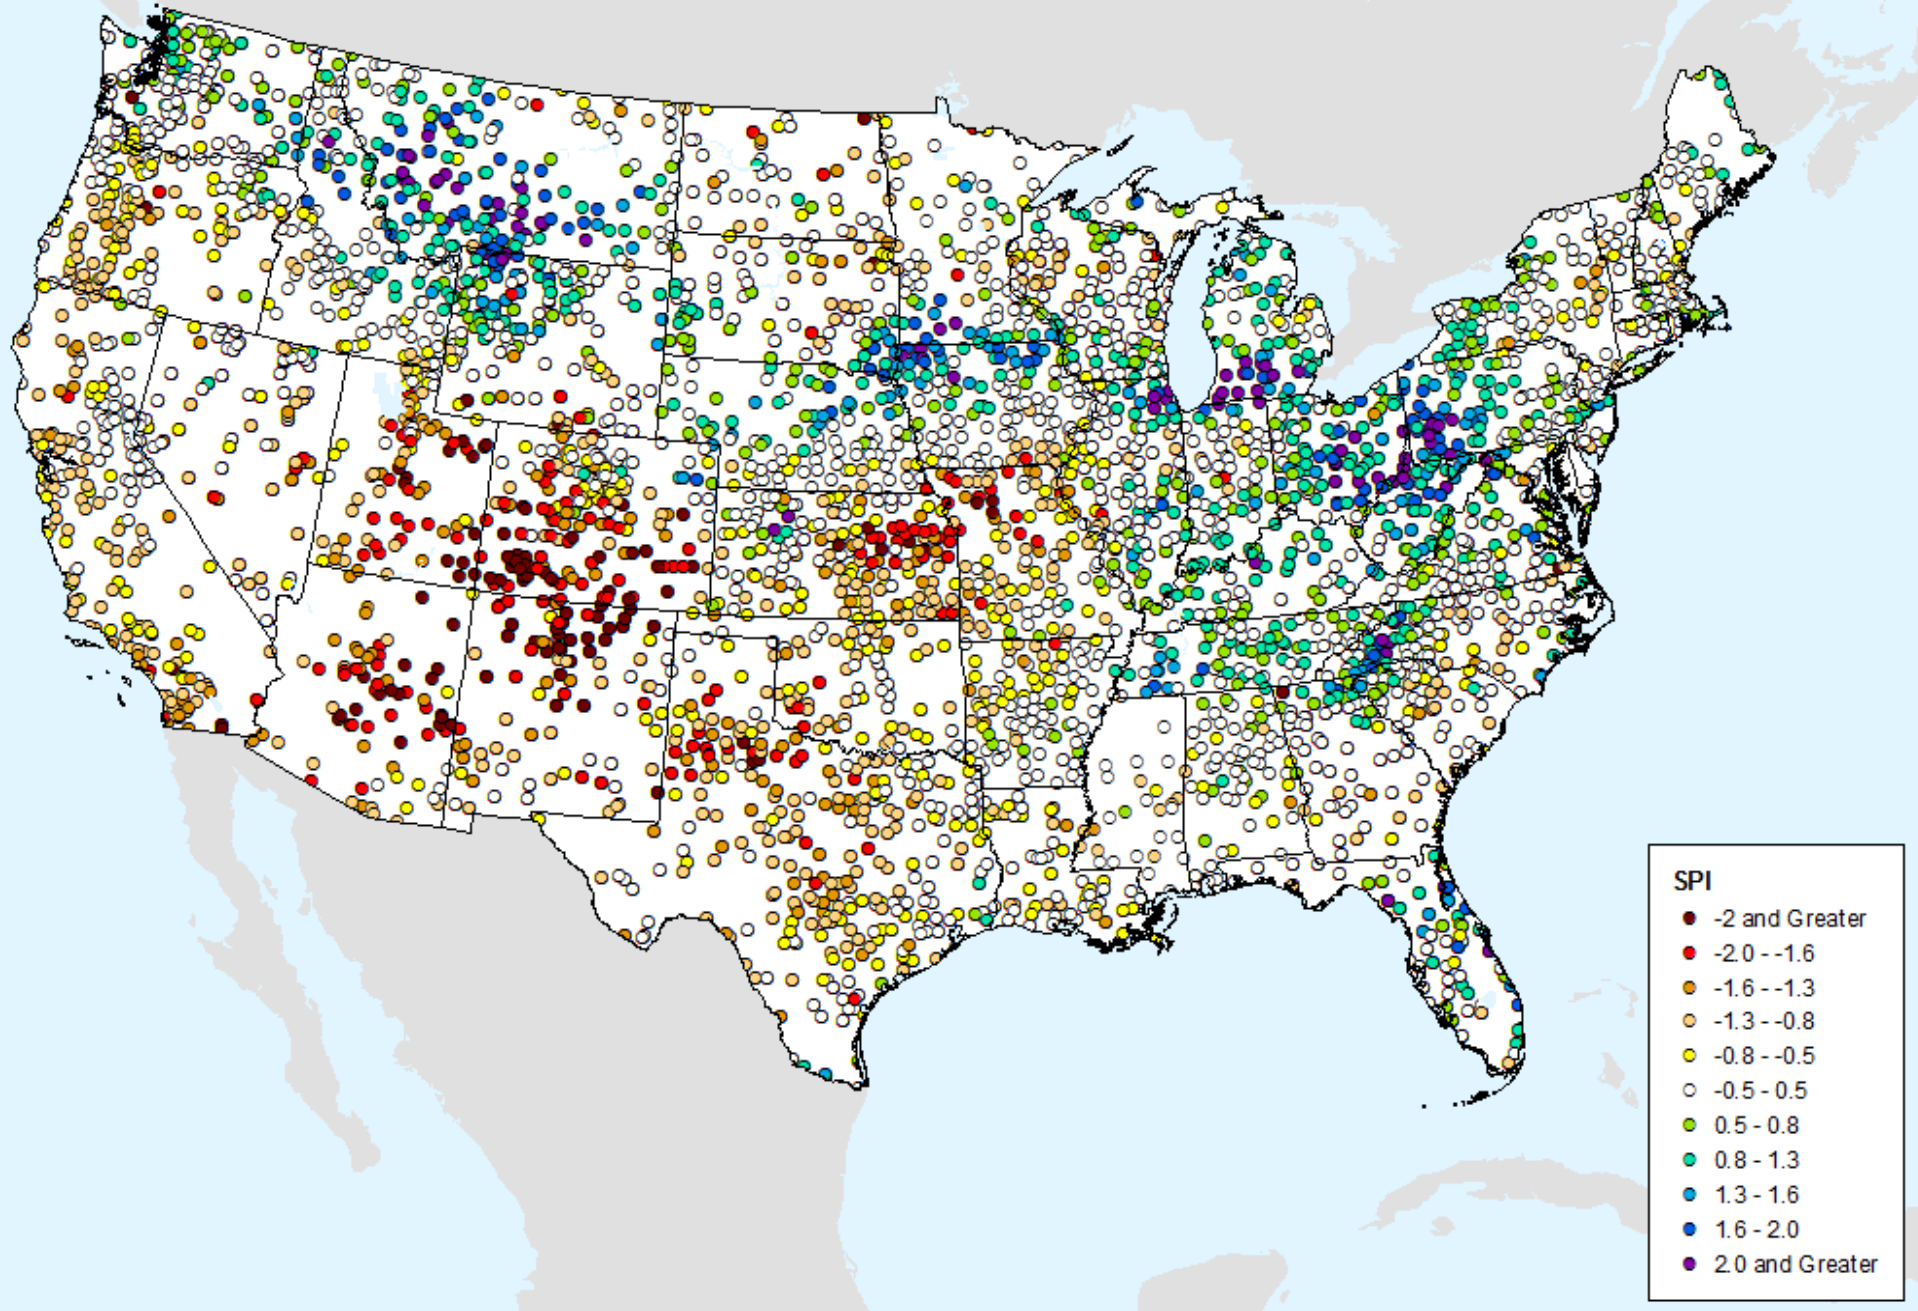 SPI
-2 and Greater
-2.0 - -1.6
-1.6 - -1.3
-1.3 - -0.8
-0.8 - -0.5
-0.5 - 0.5
0.5 - 0.8
0.8 - 1.3
1.3 - 1.6
1.6 - 2.0
2.0 and Greater